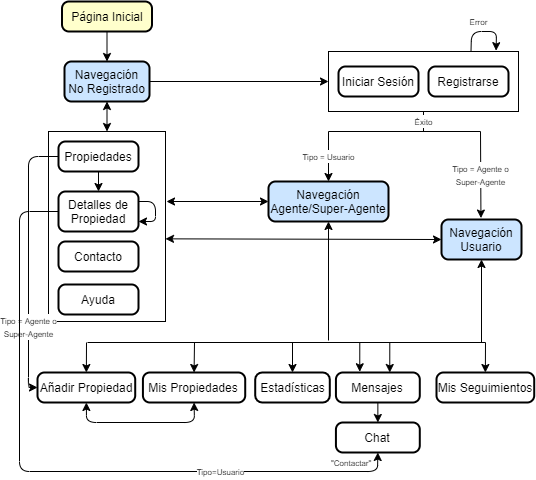 Página Inicial
Error
Navegación
No Registrado
Iniciar Sesión
Registrarse
Éxito
Propiedades
Tipo = Usuario
Tipo = Agente o
Super-Agente
Detalles de
Propiedad
Navegación
Agente/Super-Agente
Navegación
Usuario
Contacto
Ayuda
Tipo = Agente o
Super-Agente
Añadir Propiedad
Mis Propiedades
Estadísticas
Mensajes
Mis Seguimientos
Chat
"Contactar"
Tipo=Usuario